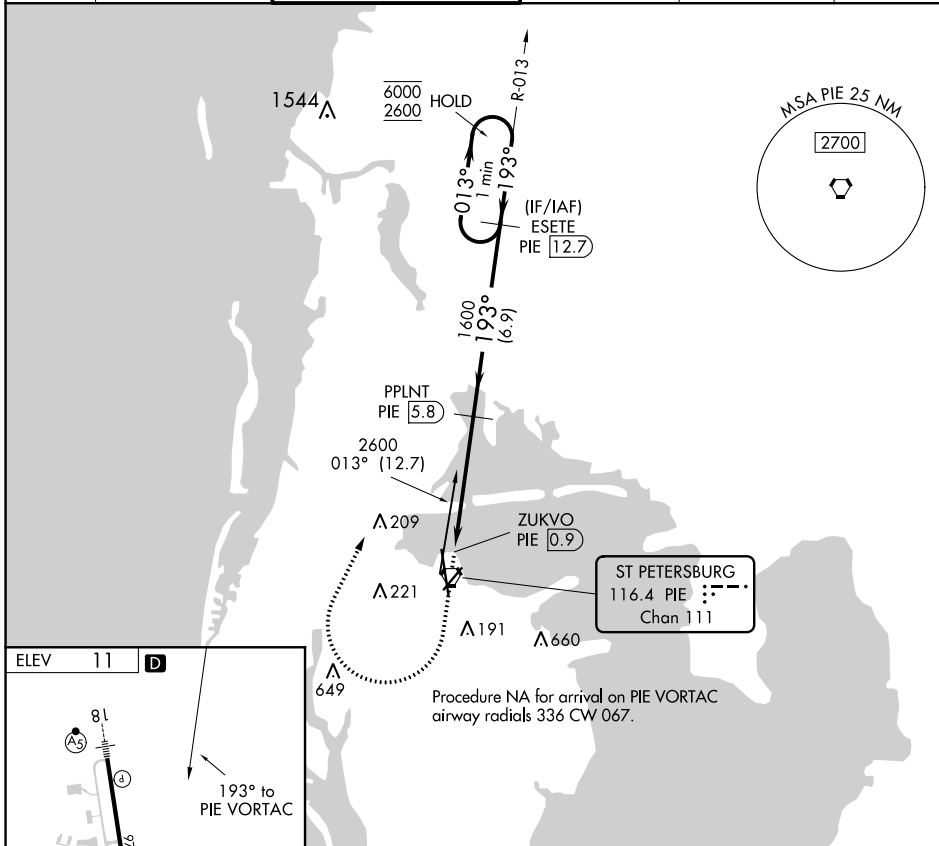 R-013
1544
6000
2600
HOLD
MSA PIE 25 NM
2700
013°
1 min
193°
(IF/IAF)
ESETE
PIE 12.7
1600
193°
(6.9)
PPLNT
PIE 5.8
2600
013° (12.7)
209
ZUKVO
PIE 0.9
221
ST PETERSBURG
116.4 PIE
Chan 111
191
660
649
Procedure NA for arrival on PIE VORTAC
airway radials 336 CW 067.
ELEV 11 D
18
A5
P
193° to
PIE VORTAC